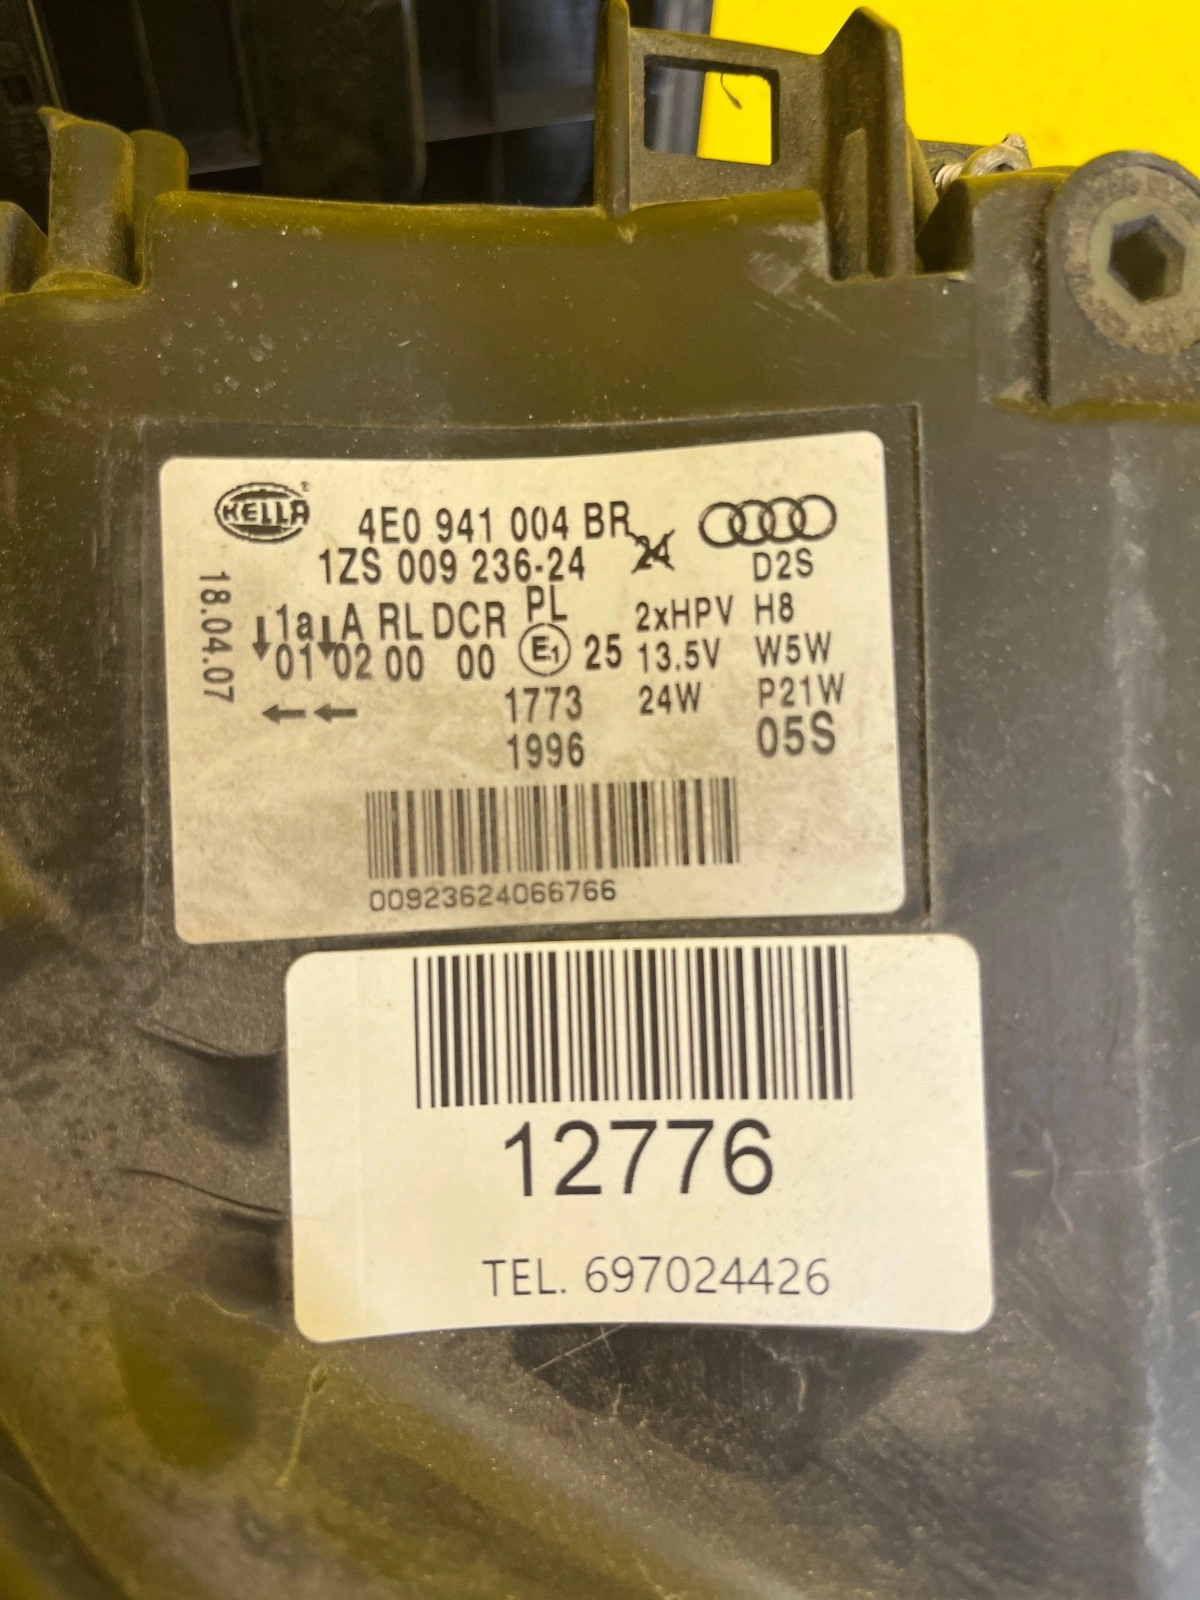 HELLA
4E0 941 004 BR
1ZS 009 236-24 24
D2S
18.04.07
1a A RL DCR PL 2xHPV H8
01 02 00 00 E1 25 13.5V W5W
1773 24W P21W
1996 05S
00923624066766
12776
TEL. 697024426